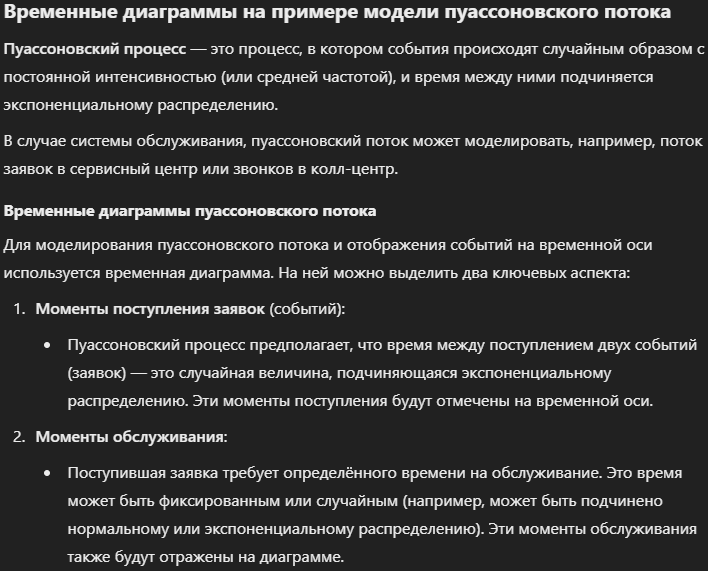 Временные диаграммы на примере модели пуассоновского потока
Пуассоновский процесс — это процесс, в котором события происходят случайным образом с
постоянной интенсивностью (или средней частотой), и время между ними подчиняется
экспоненциальному распределению.
В случае системы обслуживания, пуассоновский поток может моделировать, например, поток
заявок в сервисный центр или звонков в колл-центр.
Временные диаграммы пуассоновского потока
Для моделирования пуассоновского потока и отображения событий на временной оси
используется временная диаграмма. На ней можно выделить два ключевых аспекта:
1. Моменты поступления заявок (событий):
• Пуассоновский процесс предполагает, что время между поступлением двух событий
(заявок) — это случайная величина, подчиняющаяся экспоненциальному
распределению. Эти моменты поступления будут отмечены на временной оси.
2. Моменты обслуживания:
• Поступившая заявка требует определённого времени на обслуживание. Это время
может быть фиксированным или случайным (например, может быть подчинено
нормальному или экспоненциальному распределению). Эти моменты обслуживания
также будут отражены на диаграмме.